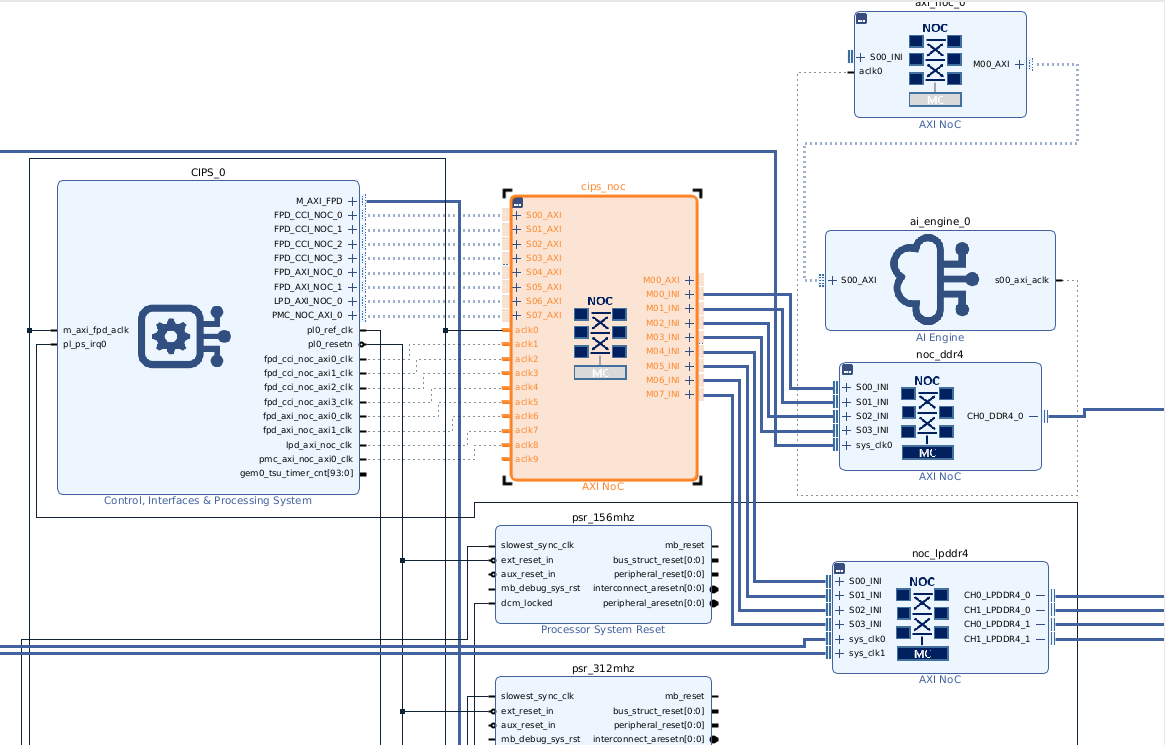 axi_noc_0
NOC
S00_INI
aclk0
M00_AXI
MC
AXI NoC
CIPS_0
M_AXI_FPD
FPD_CCI_NOC_0
FPD_CCI_NOC_1
FPD_CCI_NOC_2
FPD_CCI_NOC_3
FPD_AXI_NOC_0
FPD_AXI_NOC_1
LPD_AXI_NOC_0
PMC_NOC_AXI_0
m_axi_fpd_aclk
pl_ps_irq0
pl0_ref_clk
pl0_resetn
fpd_cci_noc_axi0_clk
fpd_cci_noc_axi1_clk
fpd_cci_noc_axi2_clk
fpd_cci_noc_axi3_clk
fpd_axi_noc_axi0_clk
fpd_axi_noc_axi1_clk
lpd_axi_noc_clk
pmc_axi_noc_axi0_clk
gem0_tsu_timer_cnt[93:0]
Control, Interfaces & Processing System
cips_noc
S00_AXI
S01_AXI
S02_AXI
S03_AXI
S04_AXI
S05_AXI
S06_AXI
S07_AXI
aclk0
aclk1
aclk2
aclk3
aclk4
aclk5
aclk6
aclk7
aclk8
aclk9
NOC
MC
M00_AXI
M00_INI
M01_INI
M02_INI
M03_INI
M04_INI
M05_INI
M06_INI
M07_INI
AXI NoC
ai_engine_0
S00_AXI
s00_axi_aclk
AI Engine
noc_ddr4
NOC
S00_INI
S01_INI
S02_INI
S03_INI
sys_clk0
CH0_DDR4_0
MC
AXI NoC
psr_156mhz
slowest_sync_clk
ext_reset_in
aux_reset_in
mb_debug_sys_rst
dcm_locked
mb_reset
bus_struct_reset[0:0]
peripheral_reset[0:0]
interconnect_aresetn[0:0]
peripheral_aresetn[0:0]
Processor System Reset
noc_lpddr4
NOC
S00_INI
S01_INI
S02_INI
S03_INI
sys_clk0
sys_clk1
CH0_LPDDR4_0
CH1_LPDDR4_0
CH0_LPDDR4_1
CH1_LPDDR4_1
MC
AXI NoC
psr_312mhz
slowest_sync_clk
ext_reset_in
aux_reset_in
mb_debug_sys_rst
mb_reset
bus_struct_reset[0:0]
peripheral_reset[0:0]
interconnect_aresetn[0:0]